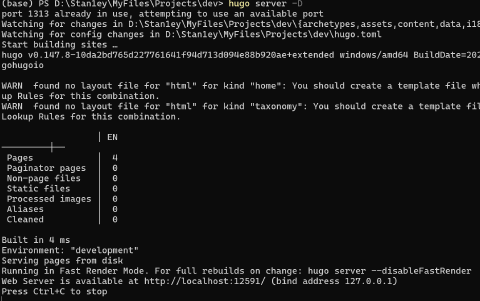 (base) PS D:\Stanley\MyFiles\Projects\dev> hugo server -D
port 1313 already in use, attempting to use an available port
Watching for changes in D:\Stanley\MyFiles\Projects\dev\{archetypes,assets,content,data,i18
Watching for config changes in D:\Stanley\MyFiles\Projects\dev\hugo.toml
Start building sites …
hugo v0.147.8-10da2bd765d227761641f94d713d094e88b920ae+extended windows/amd64 BuildDate=202
gohugoio

WARN  found no layout file for "html" for kind "home": You should create a template file wh
up Rules for this combination.
WARN  found no layout file for "html" for kind "taxonomy": You should create a template fil
Lookup Rules for this combination.

| EN
Pages | 4
Paginator pages | 0
Non-page files | 0
Static files | 0
Processed images | 0
Aliases | 0
Cleaned | 0

Built in 4 ms
Environment: "development"
Serving pages from disk
Running in Fast Render Mode. For full rebuilds on change: hugo server --disableFastRender
Web Server is available at http://localhost:12591/ (bind address 127.0.0.1)
Press Ctrl+C to stop